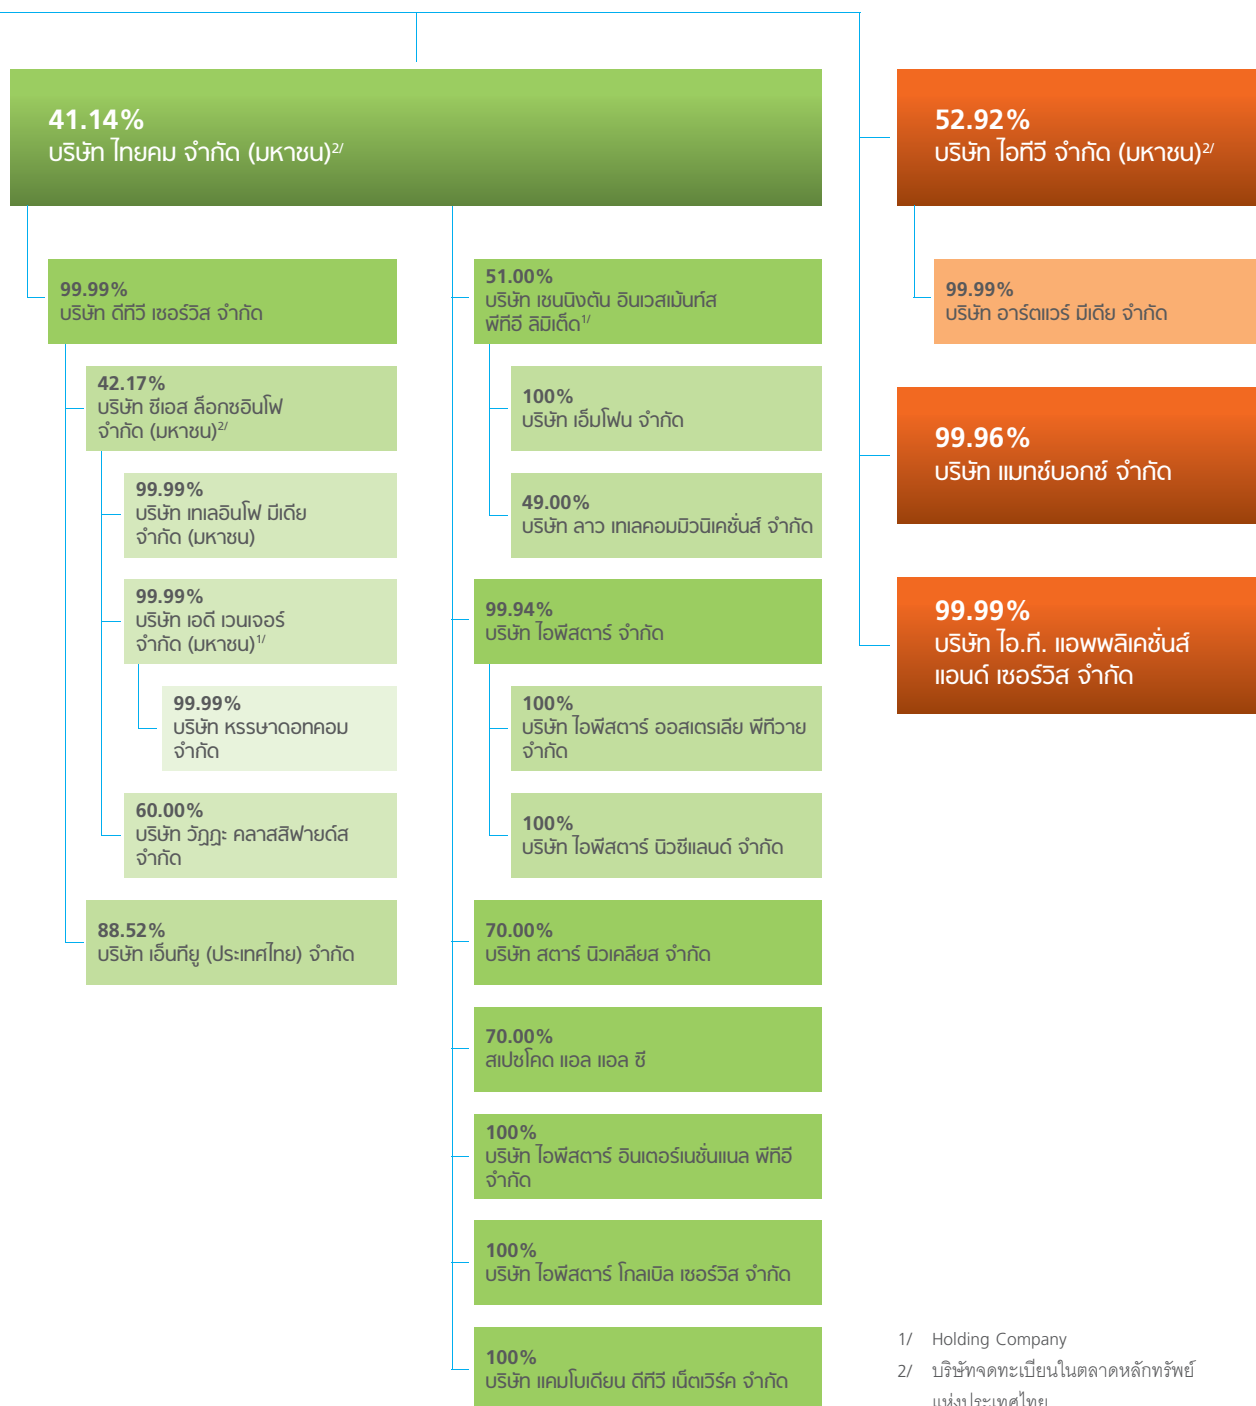 41.14%
บริษัท ไทยคม จำกัด (มหาชน)2/
99.99%
บริษัท ดีทีวี เซอร์วิส จำกัด
42.17%
บริษัท ซีเอส ล็อกซอินโฟ
จำกัด (มหาชน)2/
99.99%
บริษัท เทเลอินโฟ มีเดีย
จำกัด (มหาชน)
99.99%
บริษัท เอดี เวนเจอร์
จำกัด (มหาชน)1/
99.99%
บริษัท หรรษาดอทคอม
จำกัด
60.00%
บริษัท วัฏฏะ คลาสสิฟายด์ส
จำกัด
88.52%
บริษัท เอ็นทียู (ประเทศไทย) จำกัด
51.00%
บริษัท เชนนิงตัน อินเวสเม้นท์ส
พีทีอี ลิมิเต็ด1/
100%
บริษัท เอ็มโฟน จำกัด
49.00%
บริษัท ลาว เทเลคอมมิวนิเคชั่นส์ จำกัด
99.94%
บริษัท ไอพีสตาร์ จำกัด
100%
บริษัท ไอพีสตาร์ ออสเตรเลีย พีทีวาย
จำกัด
100%
บริษัท ไอพีสตาร์ นิวซีแลนด์ จำกัด
70.00%
บริษัท สตาร์ นิวเคลียส จำกัด
70.00%
สเปซโคด แอล แอล ซี
100%
บริษัท ไอพีสตาร์ อินเตอร์เนชั่นแนล พีทีอี
จำกัด
100%
บริษัท ไอพีสตาร์ โกลเบิล เซอร์วิส จำกัด
100%
บริษัท แคมโบเดียน ดีทีวี เน็ตเวิร์ค จำกัด
52.92%
บริษัท ไอทีวี จำกัด (มหาชน)2/
99.99%
บริษัท อาร์ตแวร์ มีเดีย จำกัด
99.96%
บริษัท แมทช์บอกซ์ จำกัด
99.99%
บริษัท ไอ.ที. แอพพลิเคชั่นส์
แอนด์ เซอร์วิส จำกัด
1/ Holding Company
2/ บริษัทจดทะเบียนในตลาดหลักทรัพย์
แห่งประเทศไทย